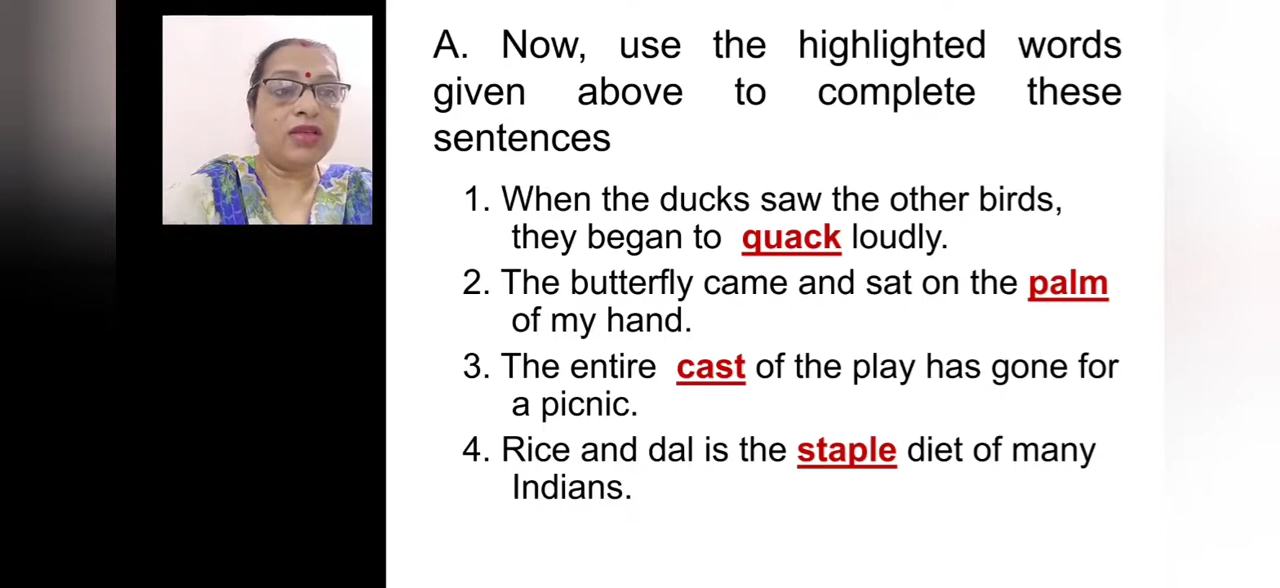 A. Now, use the highlighted words
given above to complete these
sentences
1. When the ducks saw the other birds,
they began to quack loudly.
2. The butterfly came and sat on the palm
of my hand.
3. The entire cast of the play has gone for
a picnic.
4. Rice and dal is the staple diet of many
Indians.